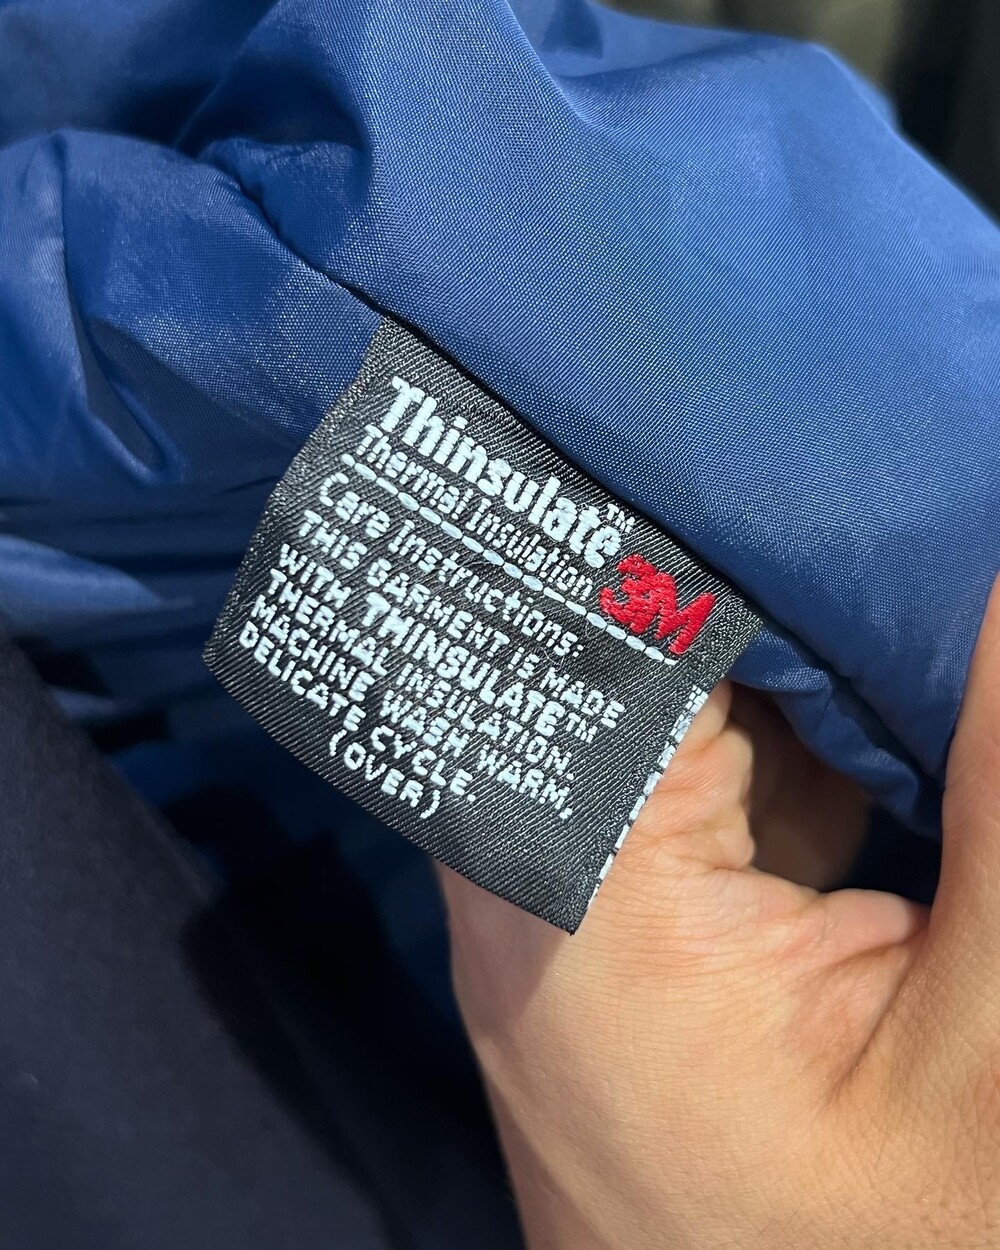 Thinsulate™
Thermal Insulation 3M
Care Instructions:
THIS GARMENT IS MADE
WITH THINSULATE™
THERMAL INSULATION.
MACHINE WASH WARM,
DELICATE CYCLE.
(OVER)